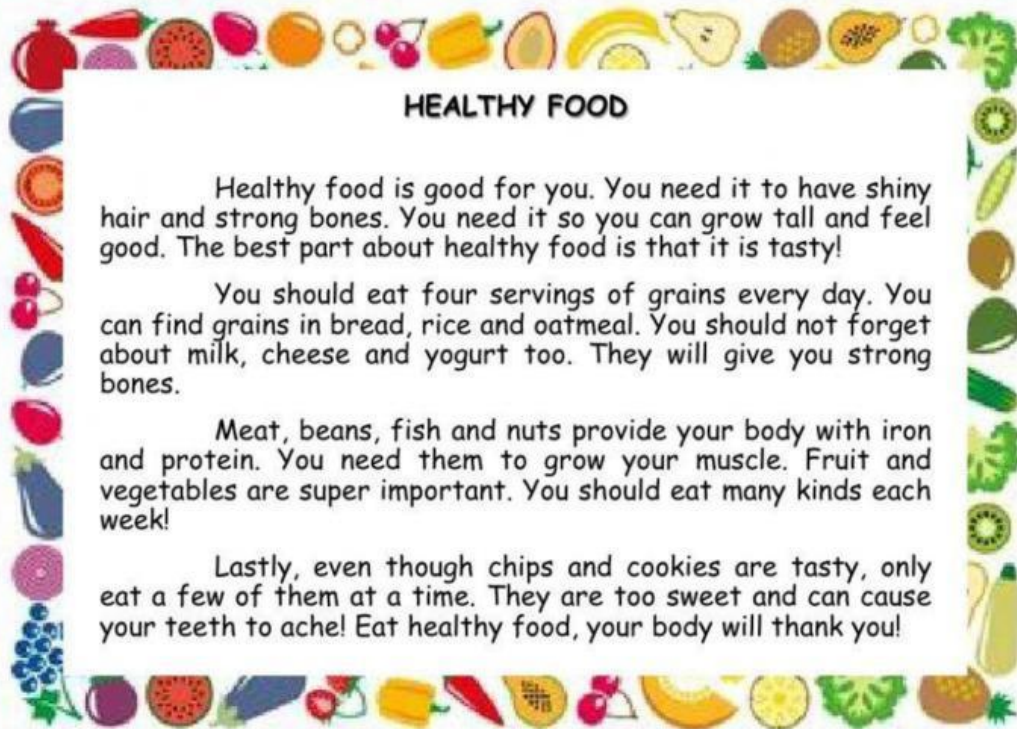 HEALTHY FOOD
Healthy food is good for you. You need it to have shiny
hair and strong bones. You need it so you can grow tall and feel
good. The best part about healthy food is that it is tasty!
You should eat four servings of grains every day. You
can find grains in bread, rice and oatmeal. You should not forget
about milk, cheese and yogurt too. They will give you strong
bones.
Meat, beans, fish and nuts provide your body with iron
and protein. You need them to grow your muscle. Fruit and
vegetables are super important. You should eat many kinds each
week!
Lastly, even though chips and cookies are tasty, only
eat a few of them at a time. They are too sweet and can cause
your teeth to ache! Eat healthy food, your body will thank you!